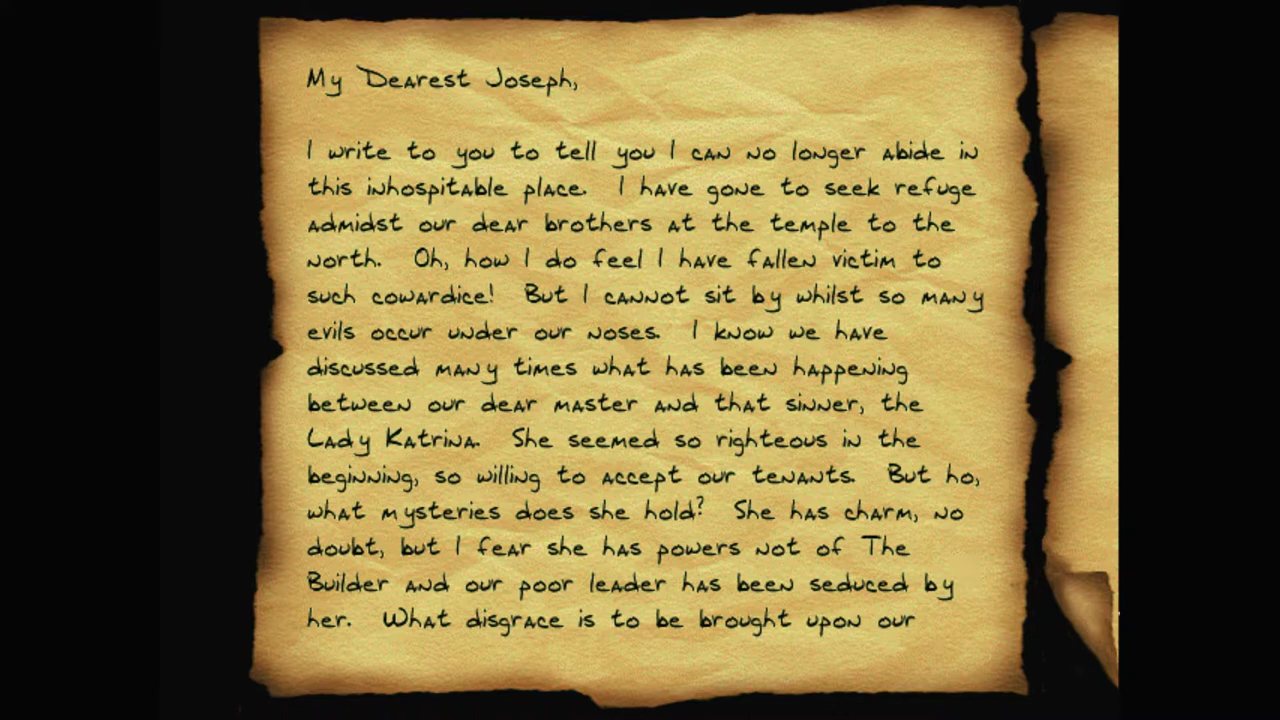 My Dearest Joseph,
I write to you to tell you I can no longer abide in
this inhospitable place. I have gone to seek refuge
admidst our dear brothers at the temple to the
north. Oh, how I do feel I have fallen victim to
such cowardice! But I cannot sit by whilst so many
evils occur under our noses. I know we have
discussed many times what has been happening
between our dear master and that sinner, the
Lady Katrina. She seemed so righteous in the
beginning, so willing to accept our tenants. But ho,
what mysteries does she hold? She has charm, no
doubt, but I fear she has powers not of The
Builder and our poor leader has been seduced by
her. What disgrace is to be brought upon our